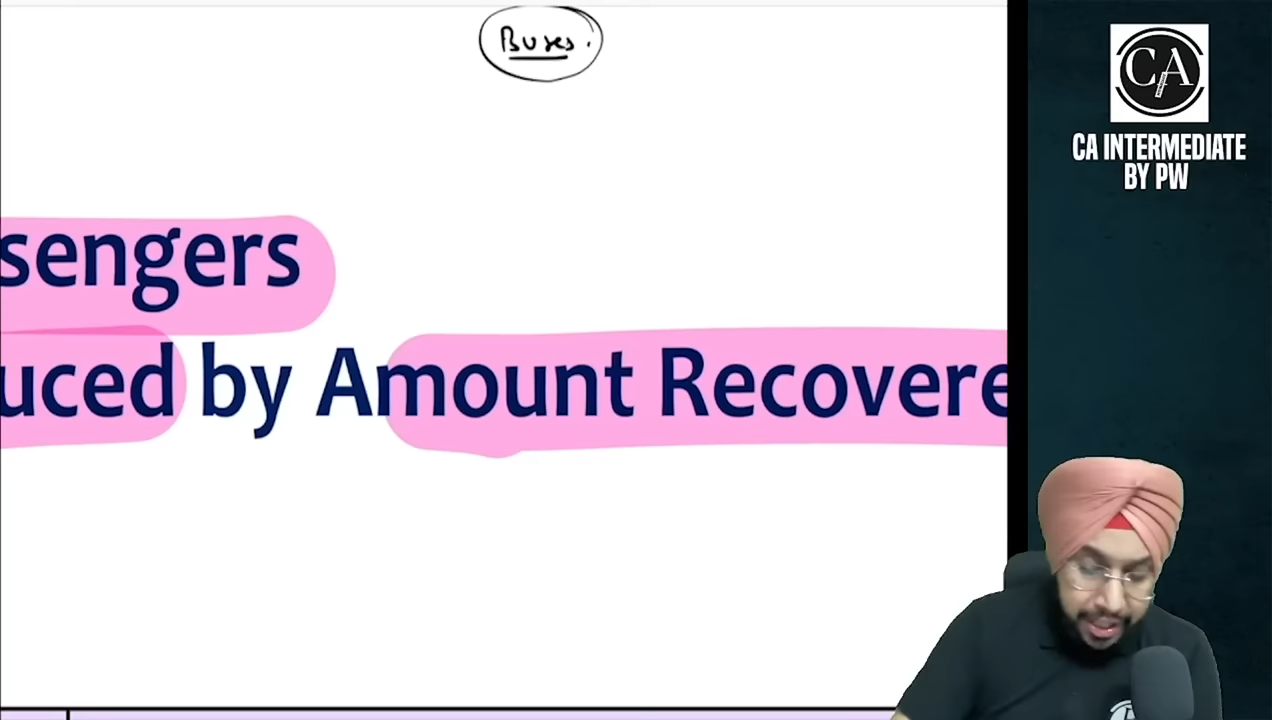 Buses.
sengers
uced by Amount Recovere
CA
CA INTERMEDIATE
BY PW